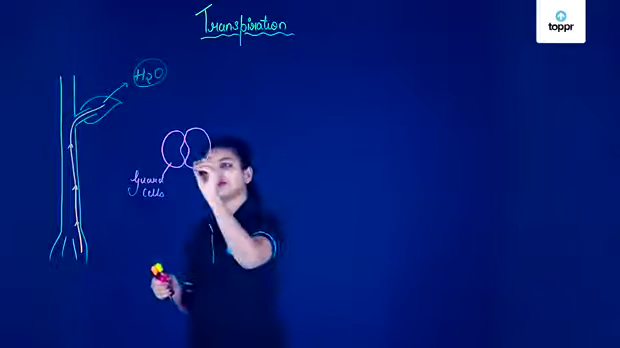 Transpiration
toppr
H₂O
Guard
Cells